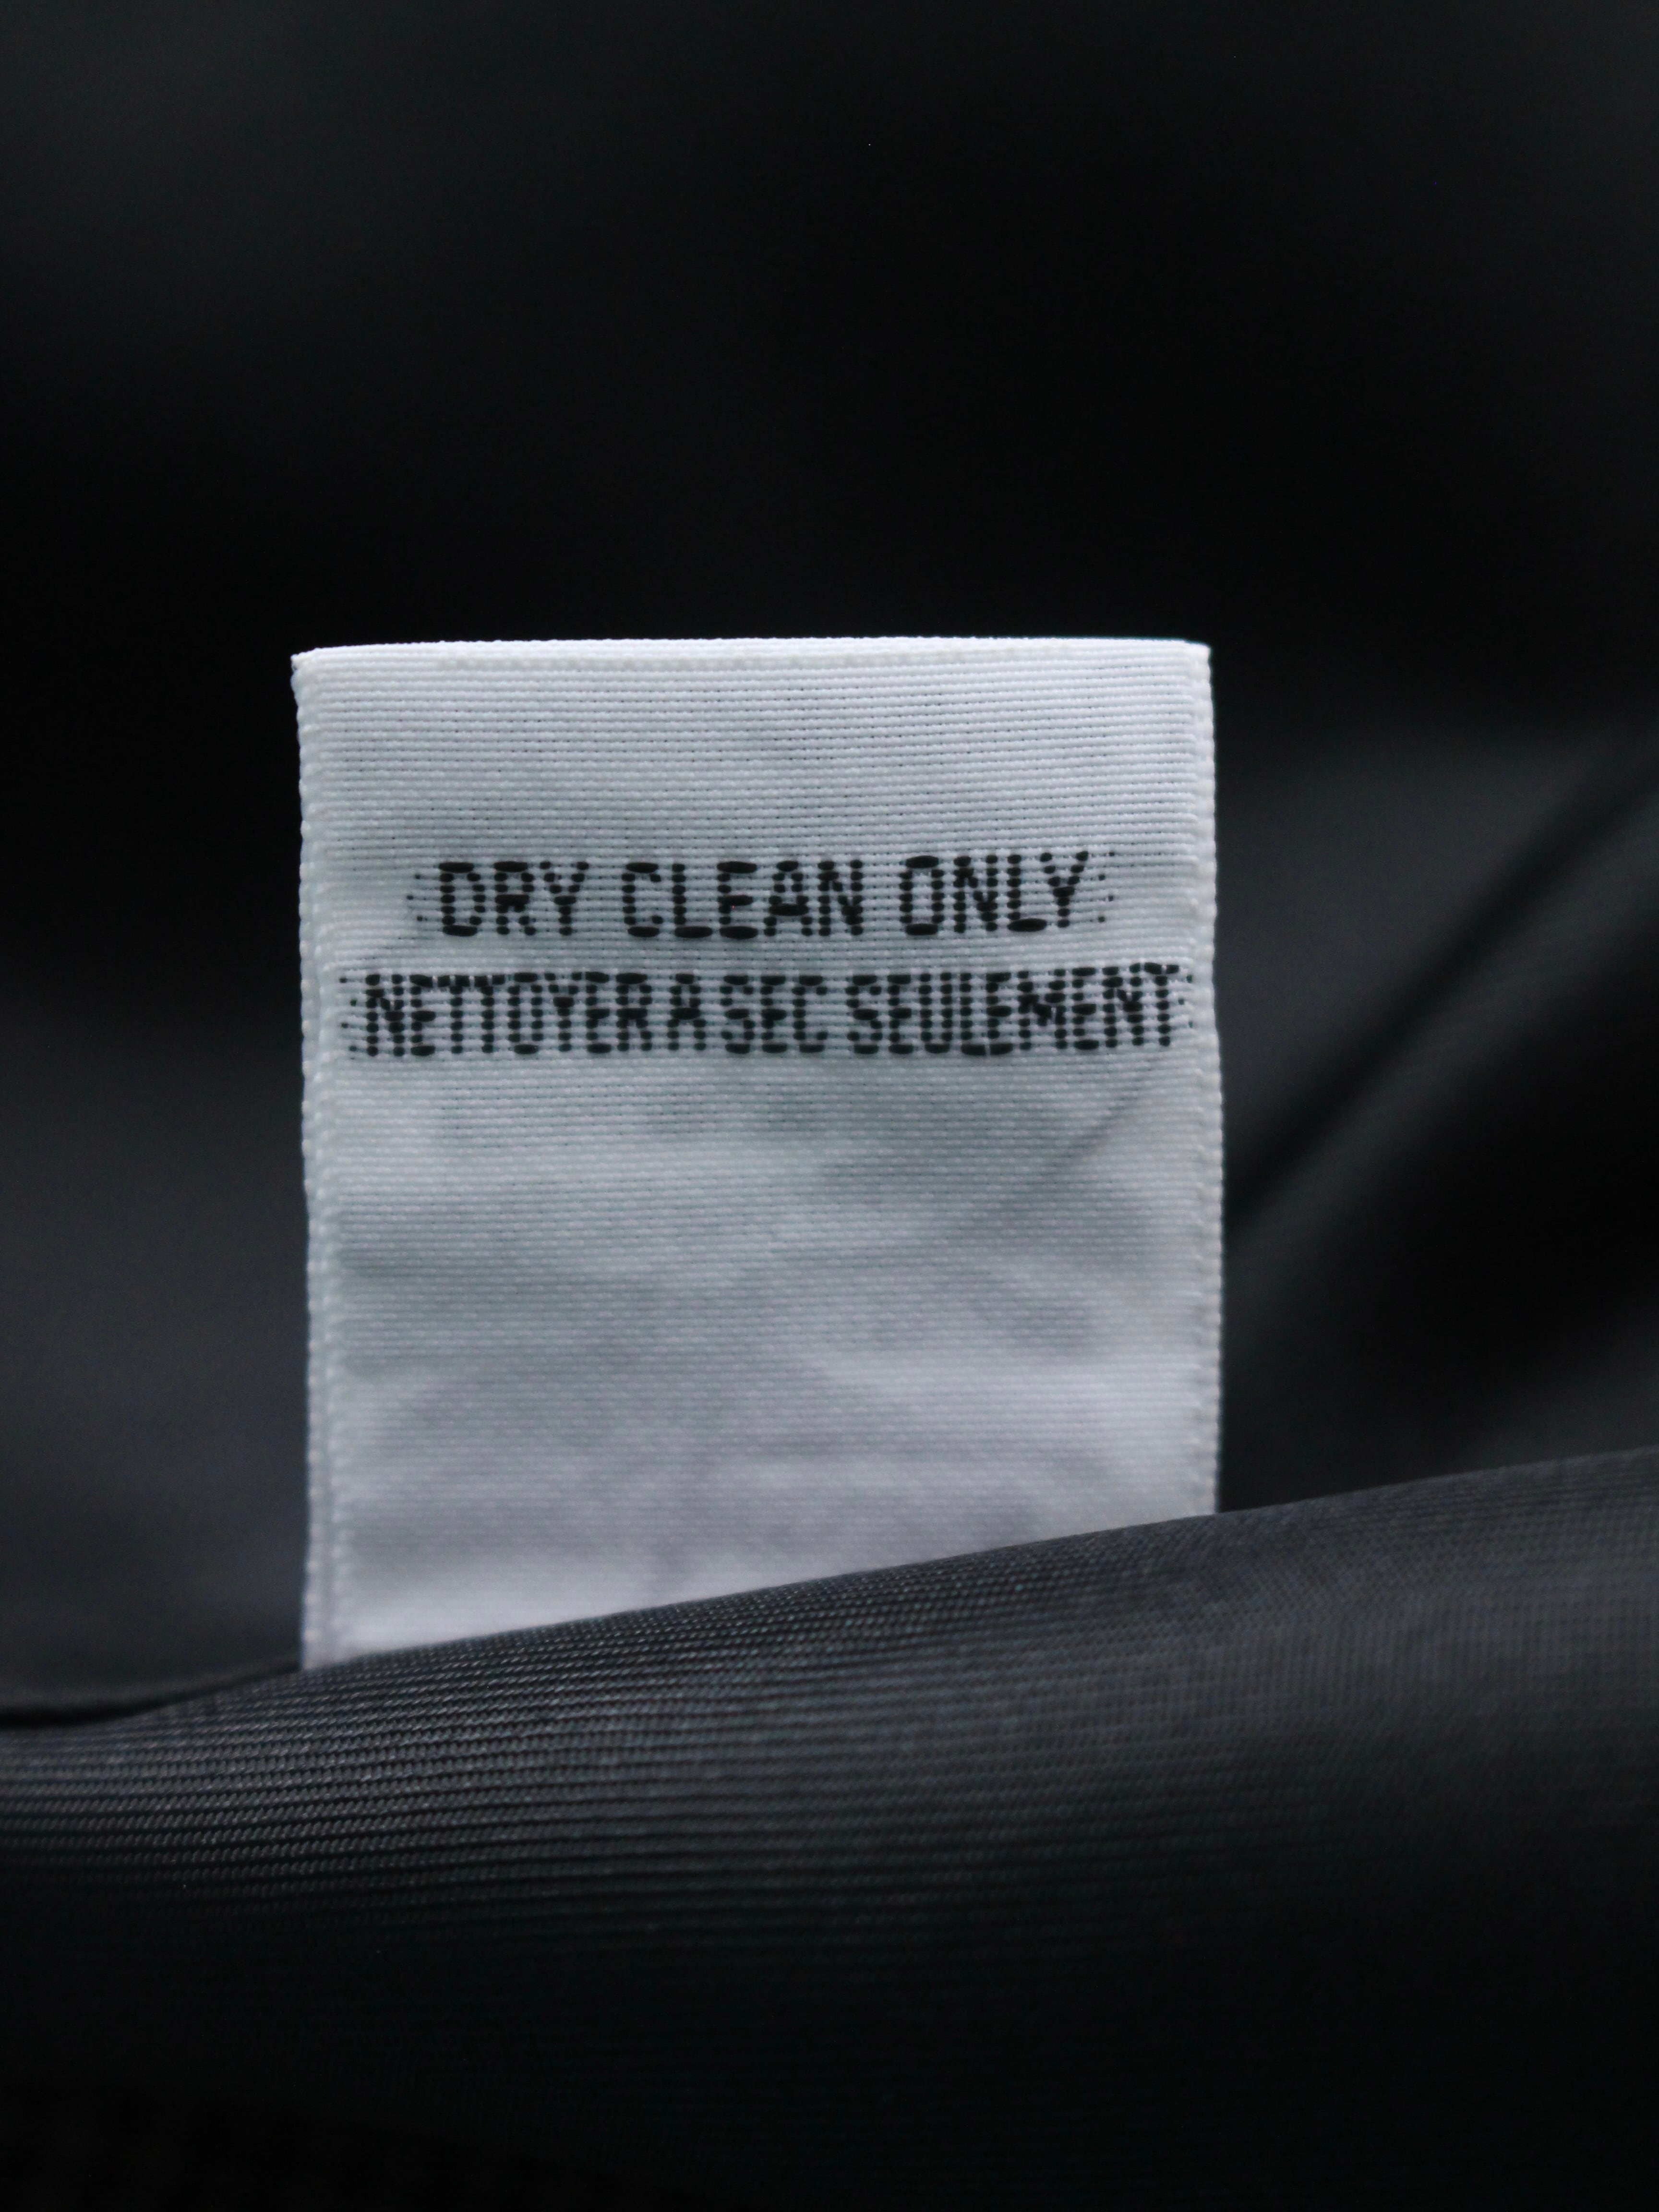 DRY CLEAN ONLY
NETTOYER A SEC SEULEMENT